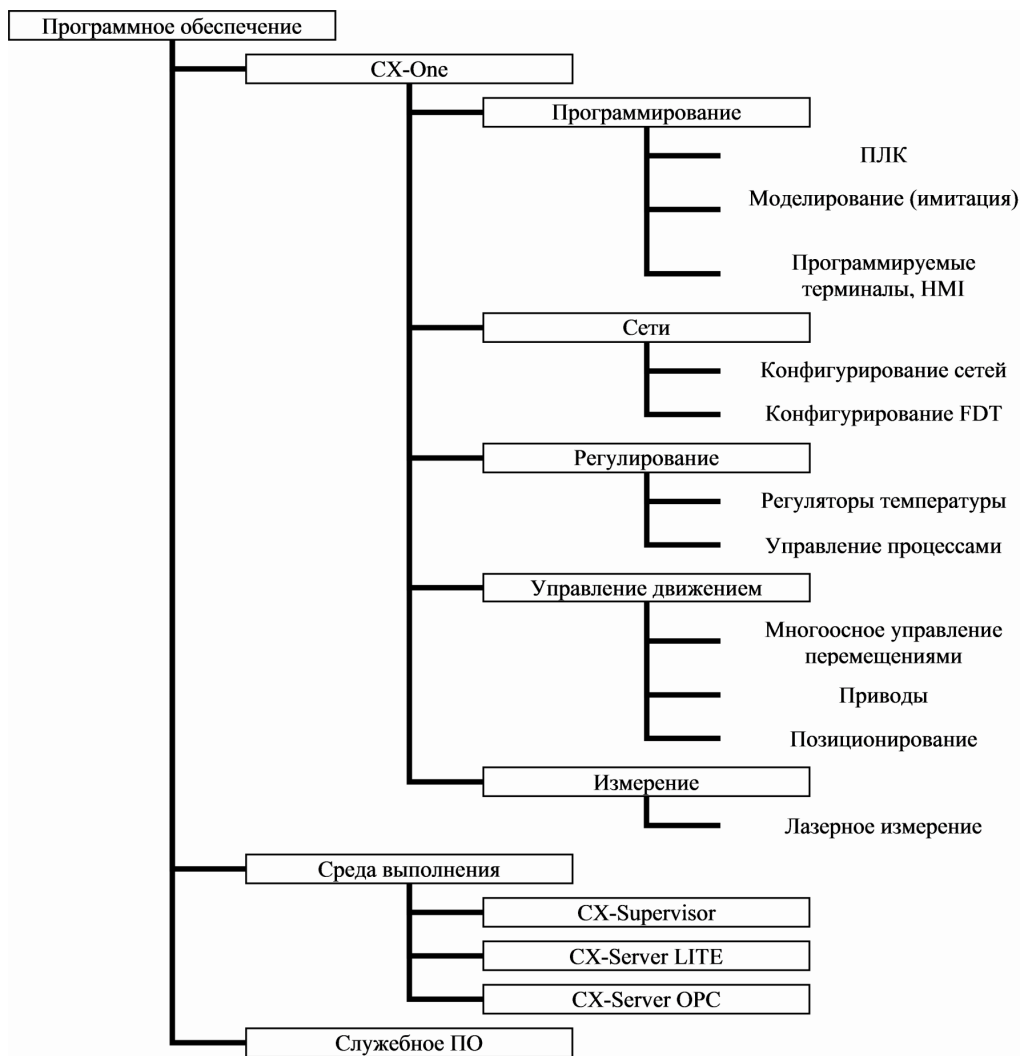 Программное обеспечение
CX-One
Программирование
ПЛК
Моделирование (имитация)
Программируемые
терминалы, HMI
Сети
Конфигурирование сетей
Конфигурирование FDT
Регулирование
Регуляторы температуры
Управление процессами
Управление движением
Многоосное управление
перемещениями
Приводы
Позиционирование
Измерение
Лазерное измерение
Среда выполнения
CX-Supervisor
CX-Server LITE
CX-Server OPC
Служебное ПО